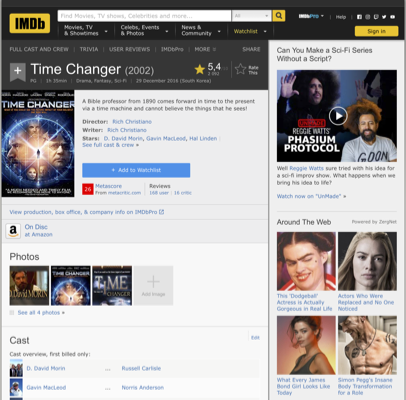 IMDb
Find Movies, TV shows, Celebrities and more...
All
IMDbPro
Help
Movies, TV
& Showtimes
Celebs, Events
& Photos
News &
Community
Watchlist
FULL CAST AND CREW | TRIVIA | USER REVIEWS | IMDbPro | MORE
SHARE
Time Changer (2002)
5,4
Rate
This
PG | 1h 35min | Drama, Fantasy, Sci-Fi | 29 December 2016 (South Korea)
TIME CHANGER
A Bible professor from 1890 comes forward in time to the present
via a time machine and cannot believe the things that he sees!
Director: Rich Christiano
Writer: Rich Christiano
Stars: D. David Morin, Gavin MacLeod, Hal Linden
See full cast & crew »
+ Add to Watchlist
26
Metascore
From metacritic.com
Reviews
108 user | 16 critic
View production, box office, & company info on IMDbPro
a
On Disc
at Amazon
Photos
D. David MORIN
TIME CHANGER
Add Image
See all 4 photos »
Cast
Edit
Cast overview, first billed only:
D. David Morin ... Russell Carlisle
Gavin MacLeod ... Norris Anderson
Can You Make a Sci-Fi Series
Without a Script?
REGGIE WATTS'
PHASIUM
PROTOCOL
Well Reggie Watts sure tried with his idea for
a sci-fi improv show. What happens when we
bring his idea to life?
Watch now on "UnMade" »
Around The Web
Powered by ZergNet
This 'Dodgeball'
Actress is Actually
Gorgeous in Real Life
Actors Who Were
Replaced and No One
Noticed
What Every James
Bond Girl Looks Like
Today
Simon Pegg's Insane
Body Transformation
for a Role